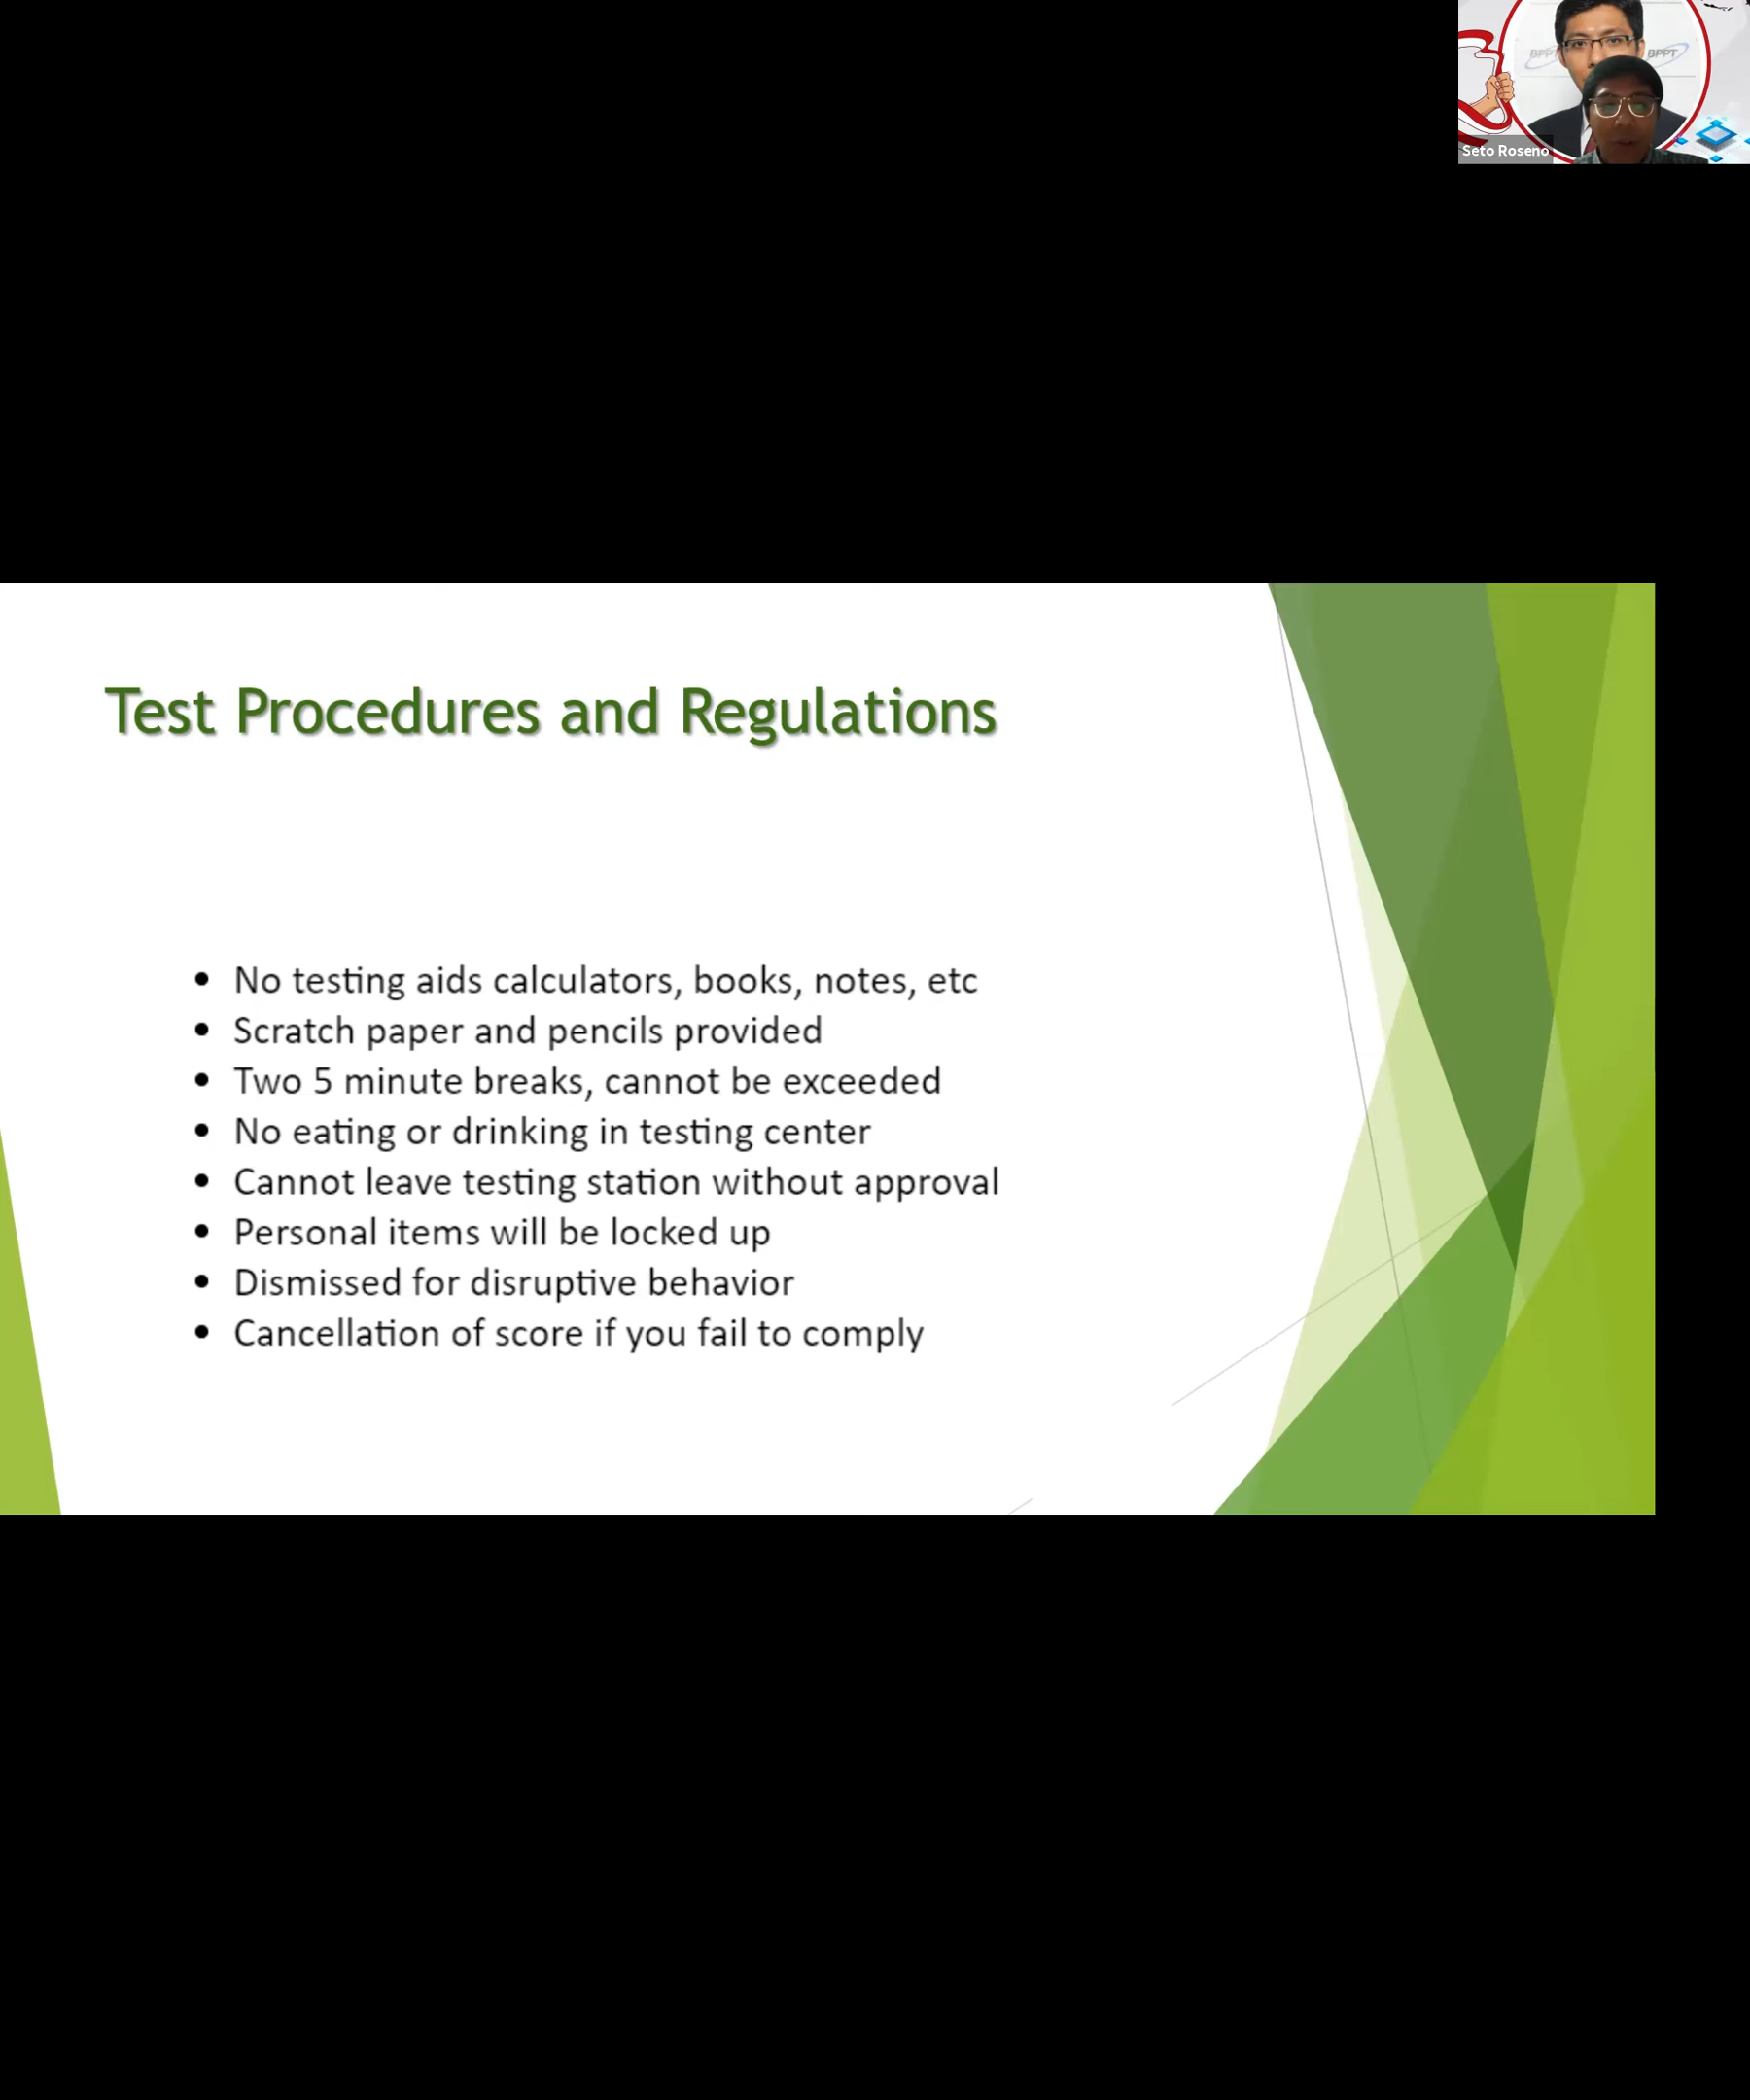 BPPT
BPPT
Seto Roseno
Test Procedures and Regulations
• No testing aids calculators, books, notes, etc
• Scratch paper and pencils provided
• Two 5 minute breaks, cannot be exceeded
• No eating or drinking in testing center
• Cannot leave testing station without approval
• Personal items will be locked up
• Dismissed for disruptive behavior
• Cancellation of score if you fail to comply